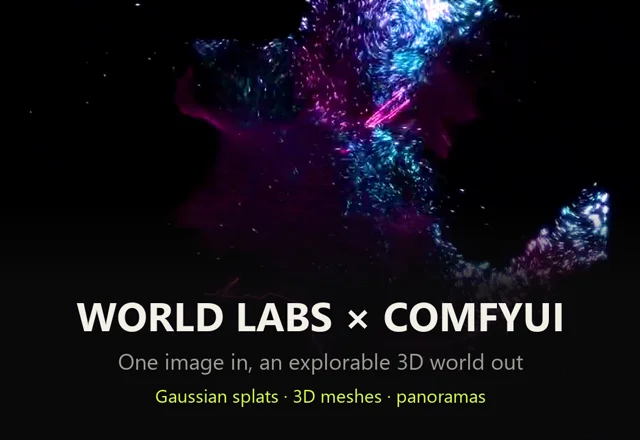 WORLD LABS × COMFYUI
One image in, an explorable 3D world out
Gaussian splats · 3D meshes · panoramas